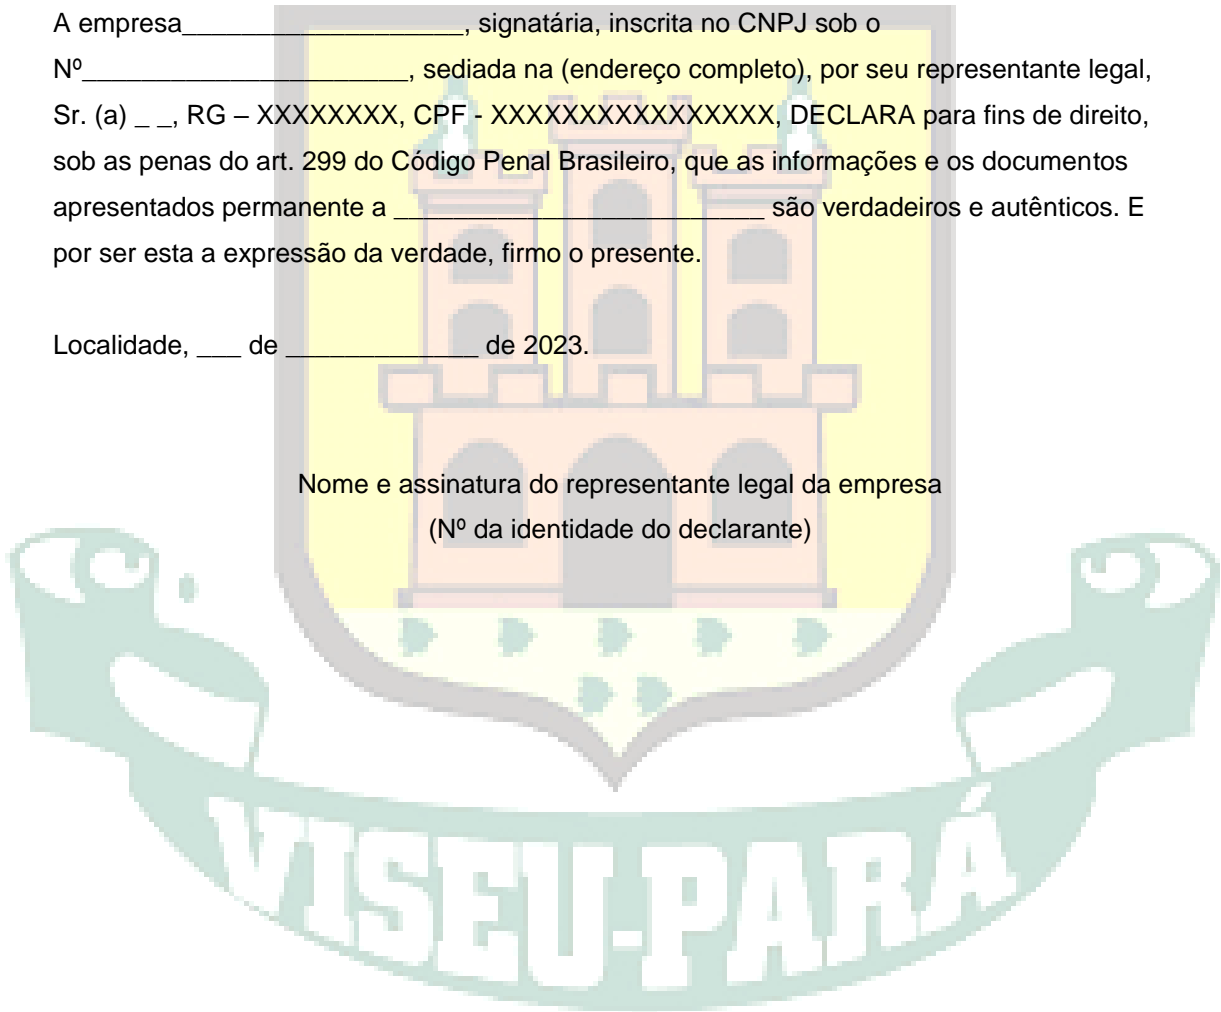 A empresa___________________, signatária, inscrita no CNPJ sob o
Nº______________________, sediada na (endereço completo), por seu representante legal,
Sr. (a) _ _, RG – XXXXXXXX, CPF - XXXXXXXXXXXXXXXX, DECLARA para fins de direito,
sob as penas do art. 299 do Código Penal Brasileiro, que as informações e os documentos
apresentados permanente a _________________________ são verdadeiros e autênticos. E
por ser esta a expressão da verdade, firmo o presente.
Localidade, ___ de _____________ de 2023.
Nome e assinatura do representante legal da empresa
(Nº da identidade do declarante)
VISEU-PARÁ